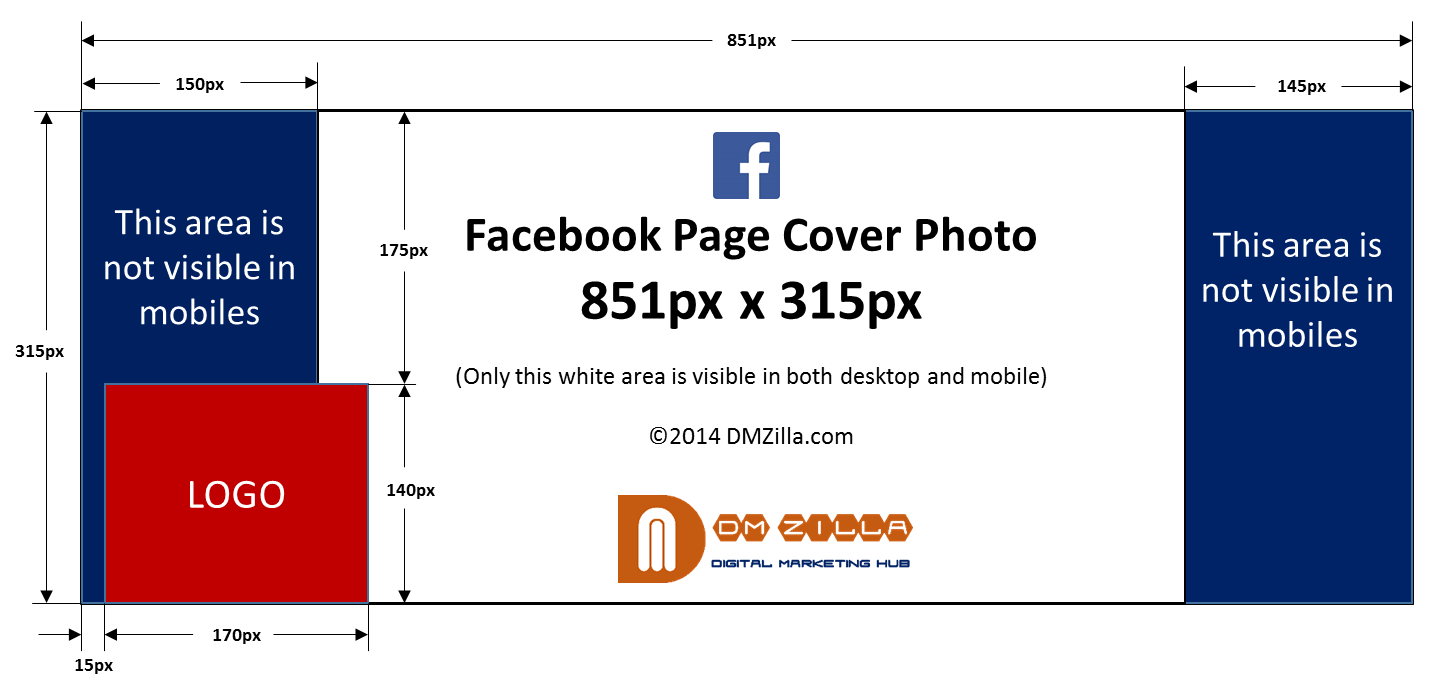 851px
150px
145px
This area is
not visible in
mobiles
175px
f
Facebook Page Cover Photo
851px x 315px
This area is
not visible in
mobiles
315px
(Only this white area is visible in both desktop and mobile)
©2014 DMZilla.com
LOGO
140px
DM ZILLA
DIGITAL MARKETING HUB
170px
15px